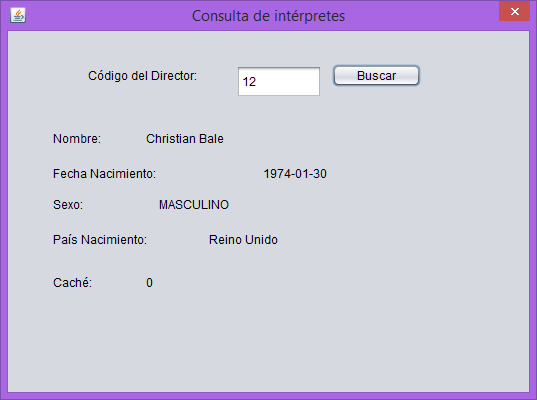 Consulta de intérpretes
Código del Director: 12 Buscar
Nombre: Christian Bale
Fecha Nacimiento: 1974-01-30
Sexo: MASCULINO
País Nacimiento: Reino Unido
Caché: 0